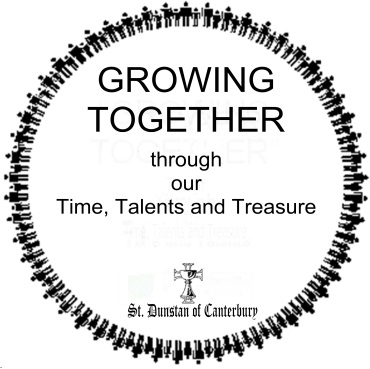 GROWING
TOGETHER
through
our
Time, Talents and Treasure
St. Dunstan of Canterbury